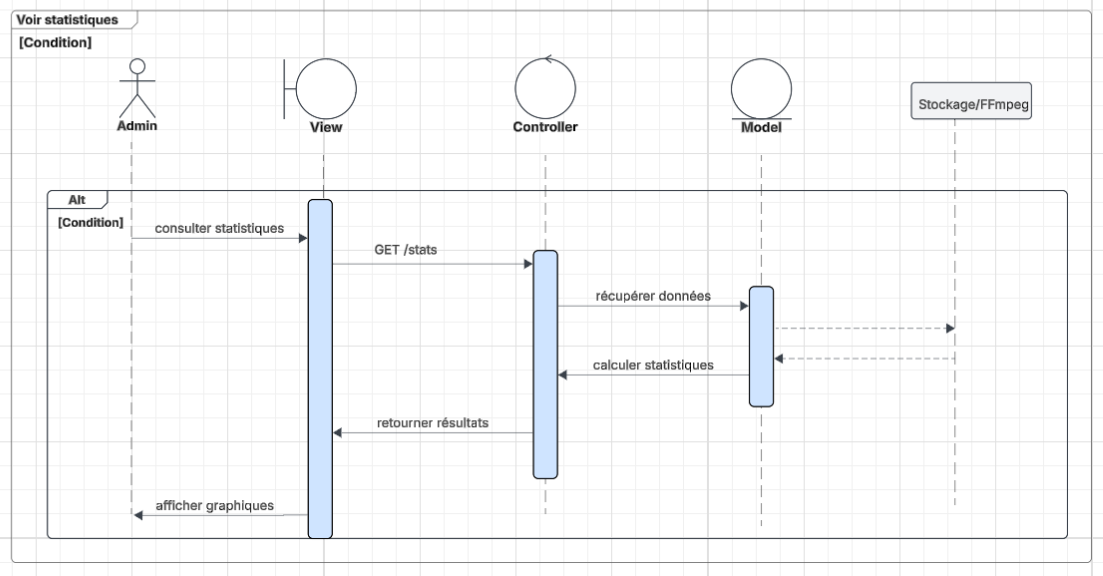 Voir statistiques
[Condition]
Admin
View
Controller
Model
Stockage/FFmpeg
Alt
[Condition]
consulter statistiques
GET /stats
récupérer données
calculer statistiques
retourner résultats
afficher graphiques